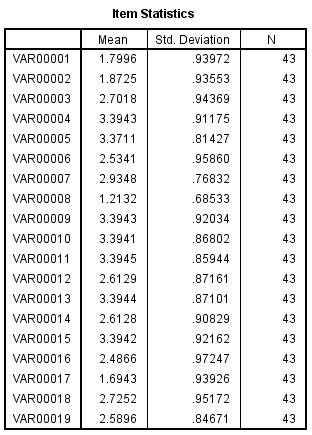 Item Statistics
Mean Std. Deviation N
VAR00001 1.7996 .93972 43
VAR00002 1.8725 .93553 43
VAR00003 2.7018 .94369 43
VAR00004 3.3943 .91175 43
VAR00005 3.3711 .81427 43
VAR00006 2.5341 .95860 43
VAR00007 2.9348 .76832 43
VAR00008 1.2132 .68533 43
VAR00009 3.3943 .92034 43
VAR00010 3.3941 .86802 43
VAR00011 3.3945 .85944 43
VAR00012 2.6129 .87161 43
VAR00013 3.3944 .87101 43
VAR00014 2.6128 .90829 43
VAR00015 3.3942 .92162 43
VAR00016 2.4866 .97247 43
VAR00017 1.6943 .93926 43
VAR00018 2.7252 .95172 43
VAR00019 2.5896 .84671 43